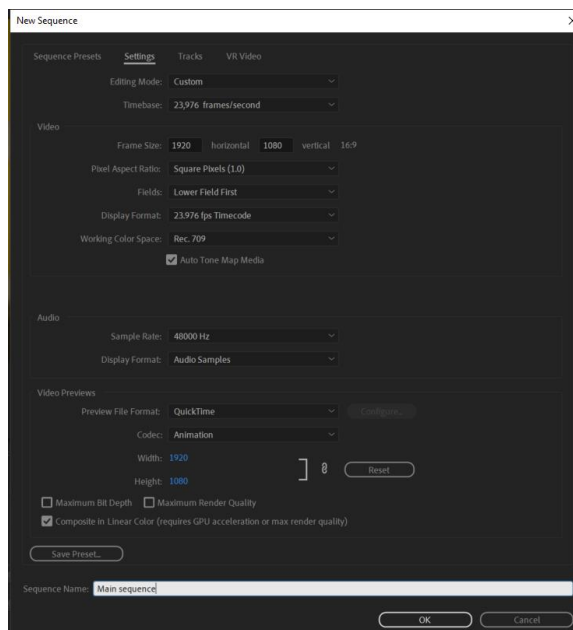 New Sequence
Sequence Presets Settings Tracks VR Video
Editing Mode: Custom
Timebase: 23,976 frames/second
Video
Frame Size: 1920 horizontal 1080 vertical 16:9
Pixel Aspect Ratio: Square Pixels (1.0)
Fields: Lower Field First
Display Format: 23.976 fps Timecode
Working Color Space: Rec. 709
Auto Tone Map Media
Audio
Sample Rate: 48000 Hz
Display Format: Audio Samples
Video Previews
Preview File Format: QuickTime Configure...
Codec: Animation
Width: 1920
Height: 1080
Reset
Maximum Bit Depth Maximum Render Quality
Composite in Linear Color (requires GPU acceleration or max render quality)
Save Preset...
Sequence Name: Main sequence
OK Cancel